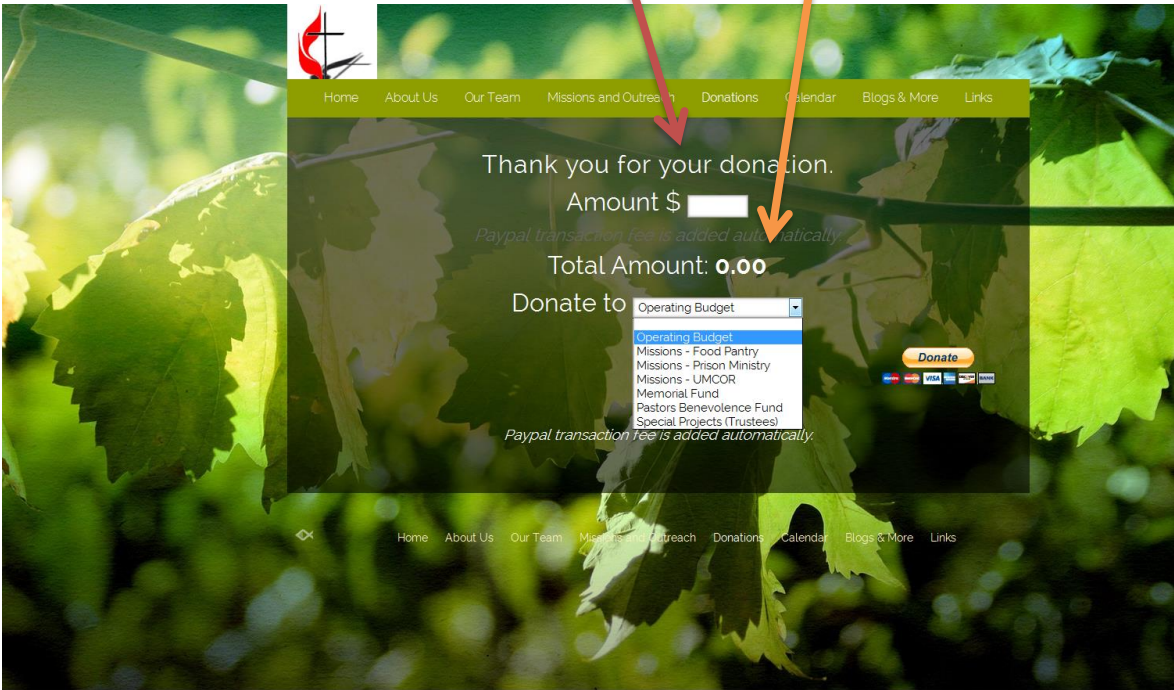 Home About Us Our Team Missions and Outreach Donations Calendar Blogs & More Links
Thank you for your donation.
Amount $
Paypal transaction fee is added automatically.
Total Amount: 0.00
Donate to Operating Budget
Operating Budget
Missions - Food Pantry
Missions - Prison Ministry
Missions - UMCOR
Memorial Fund
Pastors Benevolence Fund
Special Projects (Trustees)
Donate
VISA BANK
Paypal transaction fee is added automatically.
Home About Us Our Team Missions and Outreach Donations Calendar Blogs & More Links